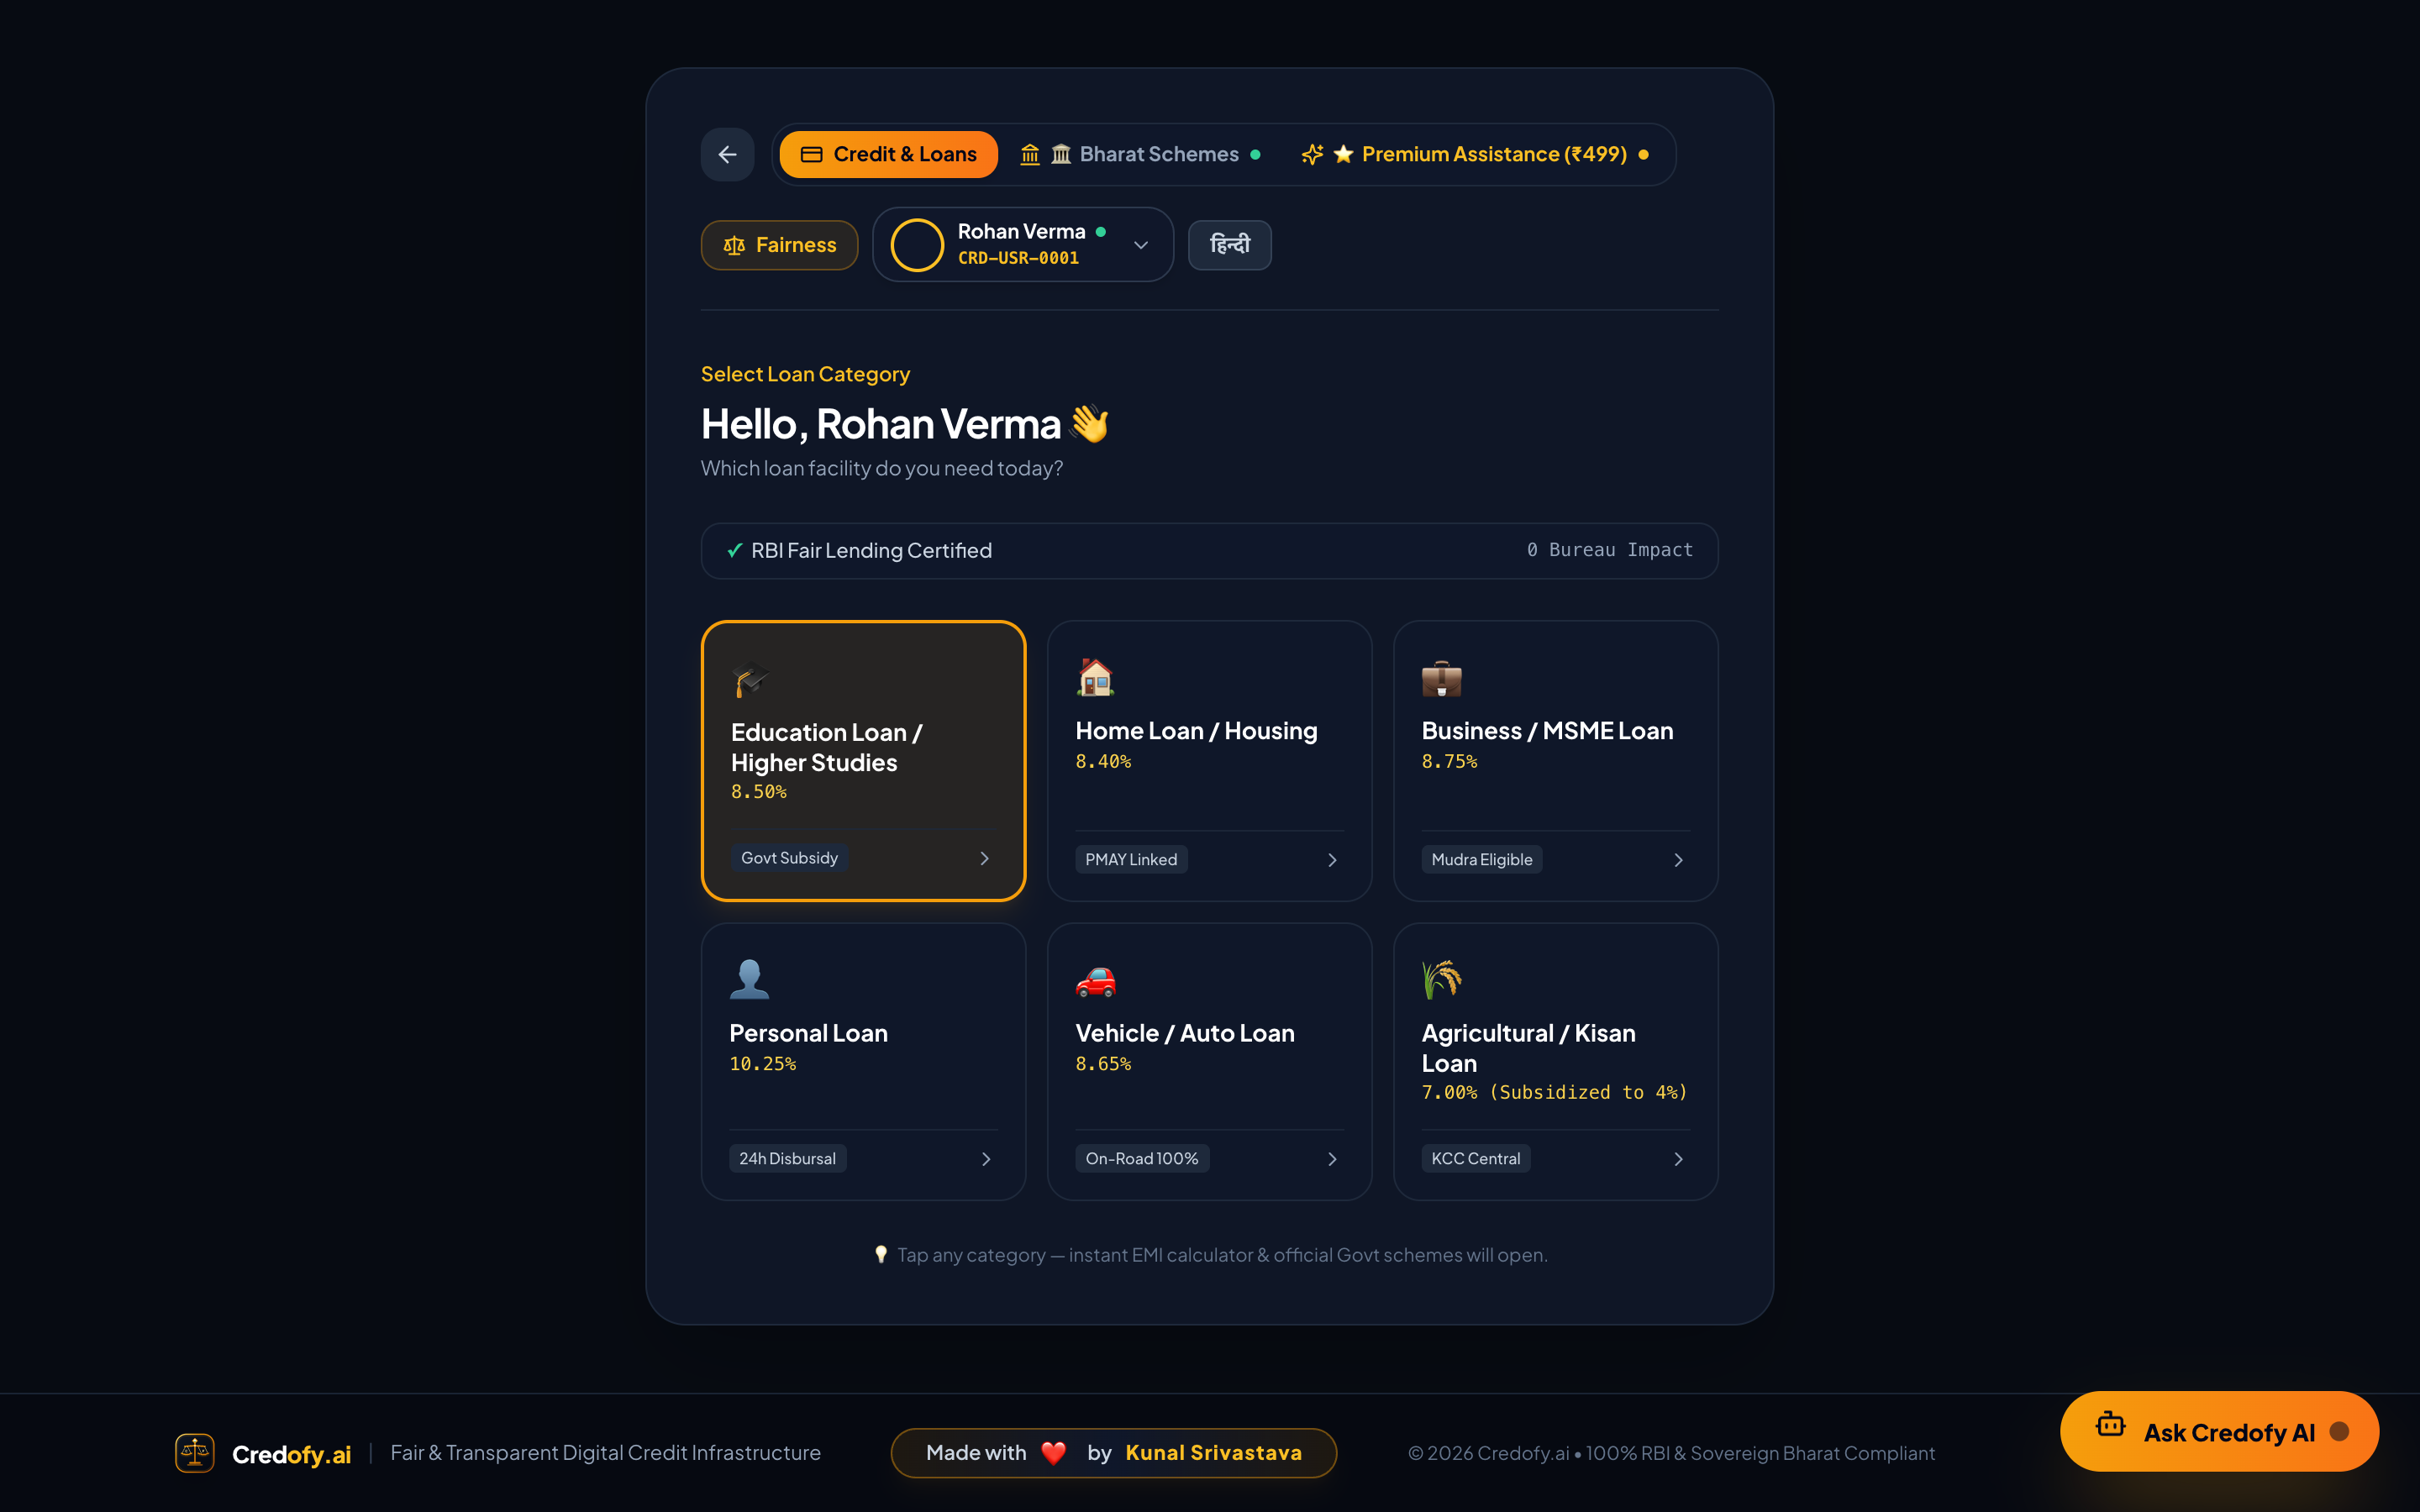 Credit & Loans
Bharat Schemes
Premium Assistance (₹499)
Fairness
Rohan Verma
CRD-USR-0001
हिन्दी
Select Loan Category
Hello, Rohan Verma 👋
Which loan facility do you need today?
✓ RBI Fair Lending Certified
0 Bureau Impact
Education Loan /
Higher Studies
8.50%
Govt Subsidy
Home Loan / Housing
8.40%
PMAY Linked
Business / MSME Loan
8.75%
Mudra Eligible
Personal Loan
10.25%
24h Disbursal
Vehicle / Auto Loan
8.65%
On-Road 100%
Agricultural / Kisan
Loan
7.00% (Subsidized to 4%)
KCC Central
💡 Tap any category — instant EMI calculator & official Govt schemes will open.
Credofy.ai
Fair & Transparent Digital Credit Infrastructure
Made with ❤️ by Kunal Srivastava
© 2026 Credofy.ai • 100% RBI & Sovereign Bharat Compliant
Ask Credofy AI